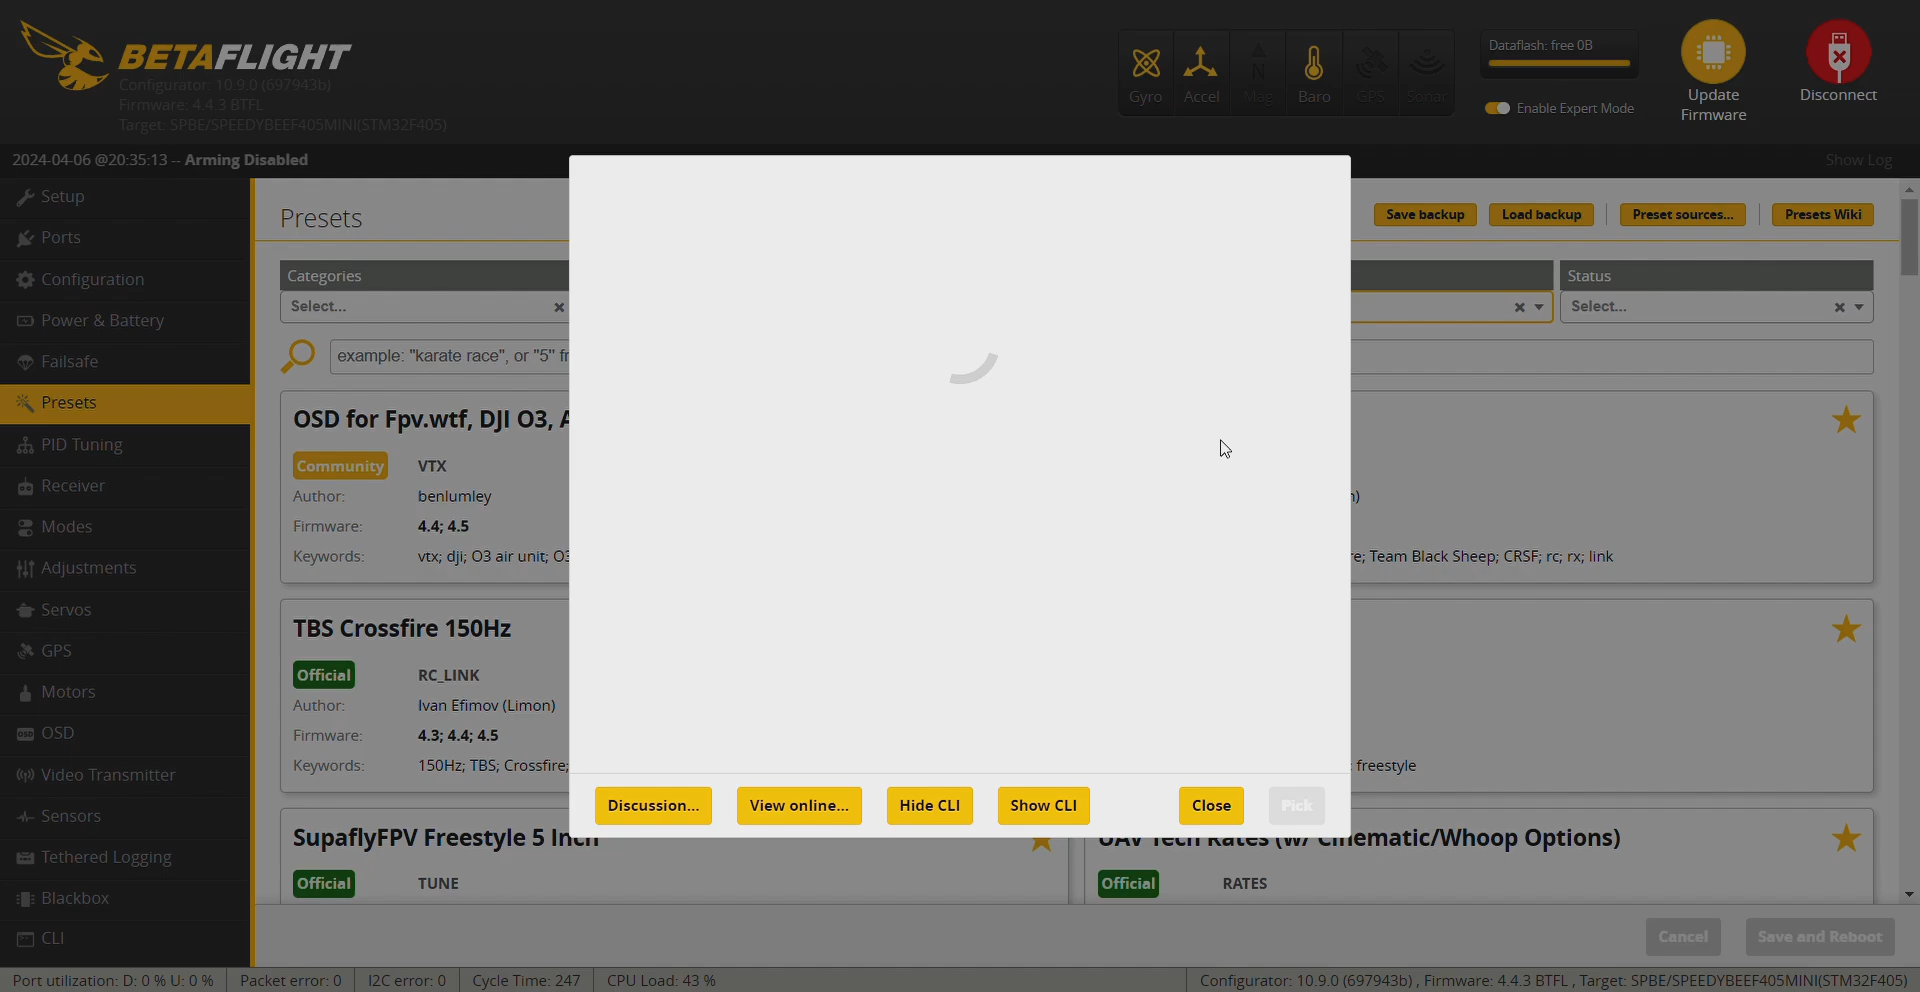 BETAFLIGHT
Configurator: 10.9.0 (697943b)
Firmware: 4.4.3 BTFL
Target: SPBE/SPEEDYBEEF405MINI(STM32F405)
Gyro
Accel
Mag
Baro
GPS
Sonar
Dataflash: free 0B
Enable Expert Mode
Update
Firmware
Disconnect
2024-04-06 @20:35:13 -- Arming Disabled
Show Log
Setup
Ports
Configuration
Power & Battery
Failsafe
Presets
PID Tuning
Receiver
Modes
Adjustments
Servos
GPS
Motors
OSD
Video Transmitter
Sensors
Tethered Logging
Blackbox
CLI
Presets
Save backup
Load backup
Preset sources...
Presets Wiki
Categories
Select...
Status
Select...
example: "karate race", or "5" fr
OSD for Fpv.wtf, DJI O3, A
Community VTX
Author: benlumley
Firmware: 4.4; 4.5
Keywords: vtx; dji; O3 air unit; O3
n)
re; Team Black Sheep; CRSF; rc; rx; link
TBS Crossfire 150Hz
Official RC_LINK
Author: Ivan Efimov (Limon)
Firmware: 4.3; 4.4; 4.5
Keywords: 150Hz; TBS; Crossfire;
; freestyle
Discussion...
View online...
Hide CLI
Show CLI
Close
Pick
SupaflyFPV Freestyle 5 Inch
Official TUNE
UAV Tech Rates (w/ Cinematic/Whoop Options)
Official RATES
Cancel
Save and Reboot
Port utilization: D: 0 % U: 0 %
Packet error: 0
I2C error: 0
Cycle Time: 247
CPU Load: 43 %
Configurator: 10.9.0 (697943b) , Firmware: 4.4.3 BTFL , Target: SPBE/SPEEDYBEEF405MINI(STM32F405)